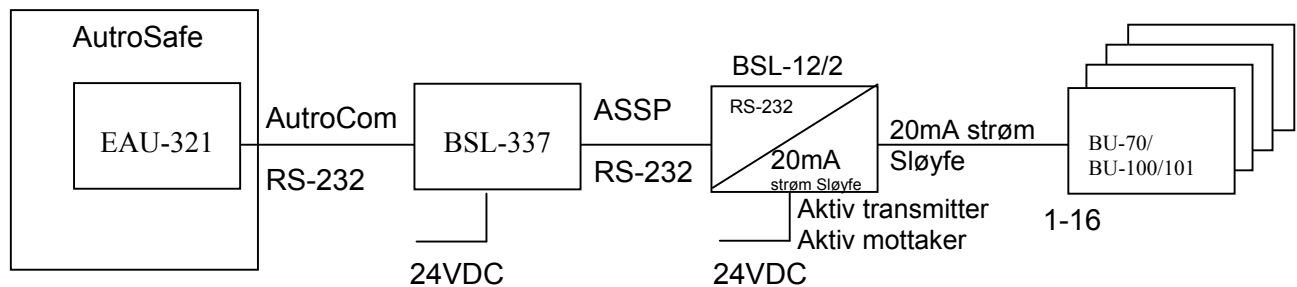 AutroSafe
EAU-321
AutroCom
RS-232
BSL-337
24VDC
ASSP
RS-232
BSL-12/2
RS-232
20mA
strøm Sløyfe
Aktiv transmitter
Aktiv mottaker
24VDC
20mA strøm
Sløyfe
BU-70/
BU-100/101
1-16